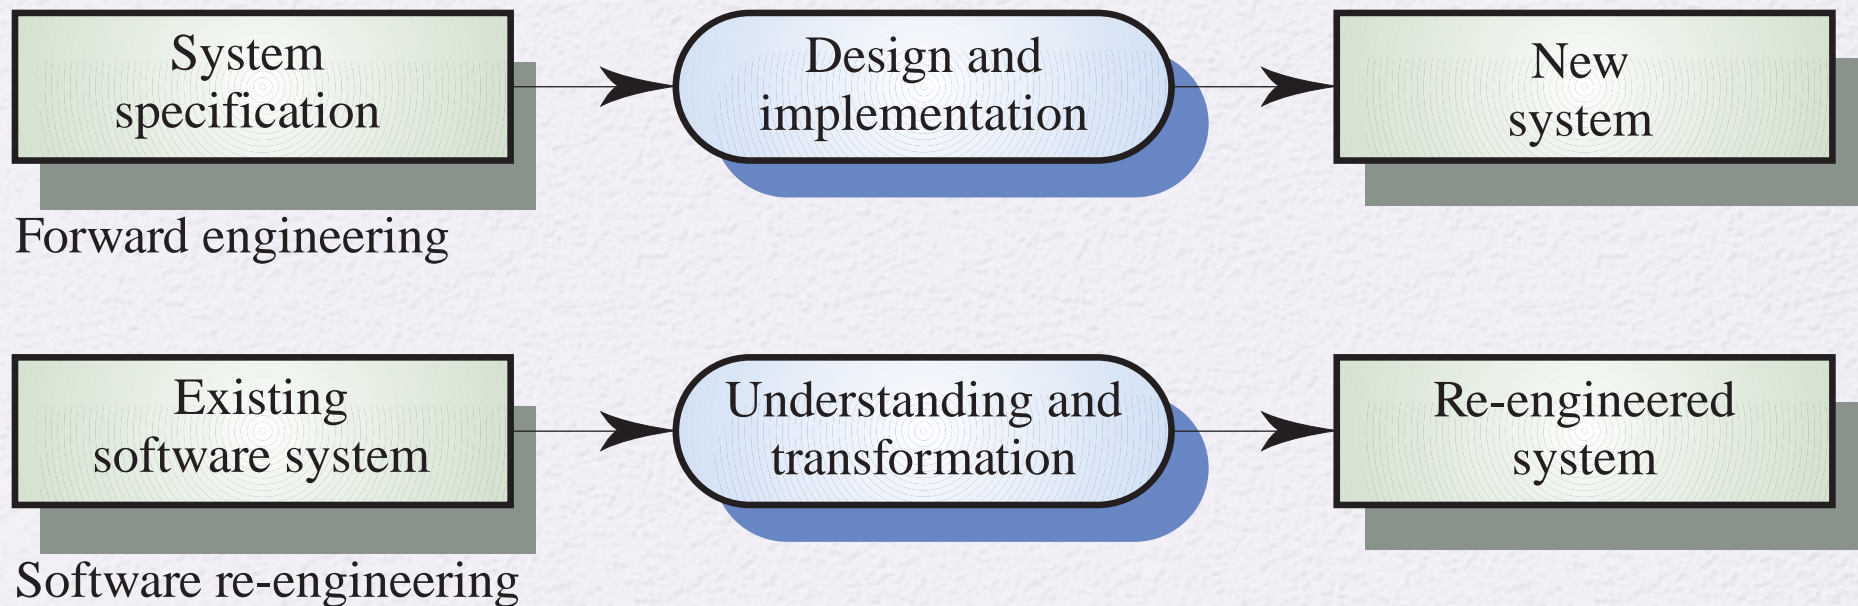 System
specification
Design and
implementation
New
system
Forward engineering
Existing
software system
Understanding and
transformation
Re-engineered
system
Software re-engineering